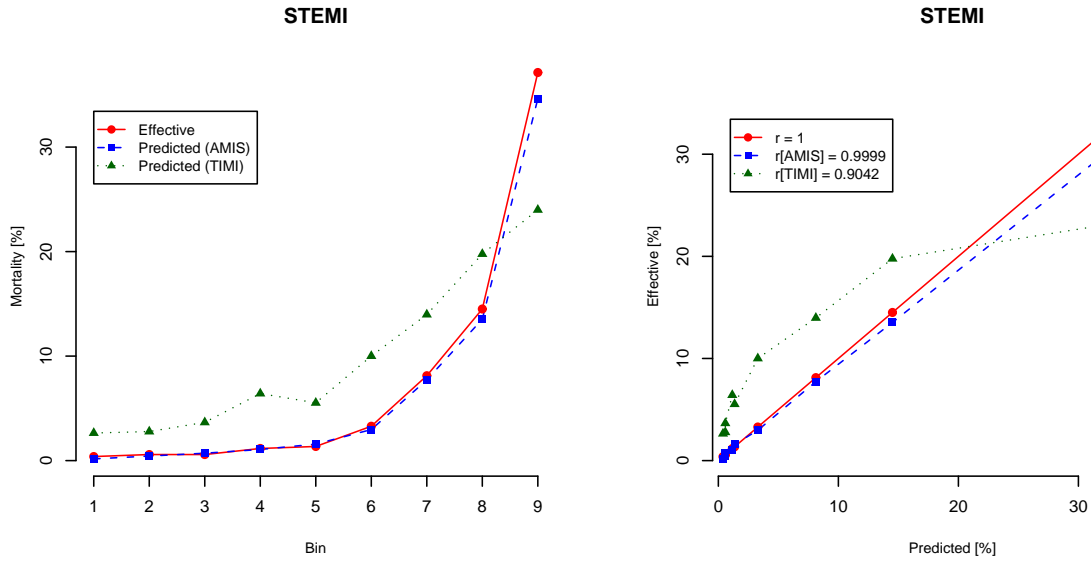 STEMI
Effective
Predicted (AMIS)
Predicted (TIMI)
Mortality [%]
0
10
20
30
1 2 3 4 5 6 7 8 9
Bin
STEMI
r = 1
r[AMIS] = 0.9999
r[TIMI] = 0.9042
Effective [%]
0
10
20
30
0 10 20 30
Predicted [%]